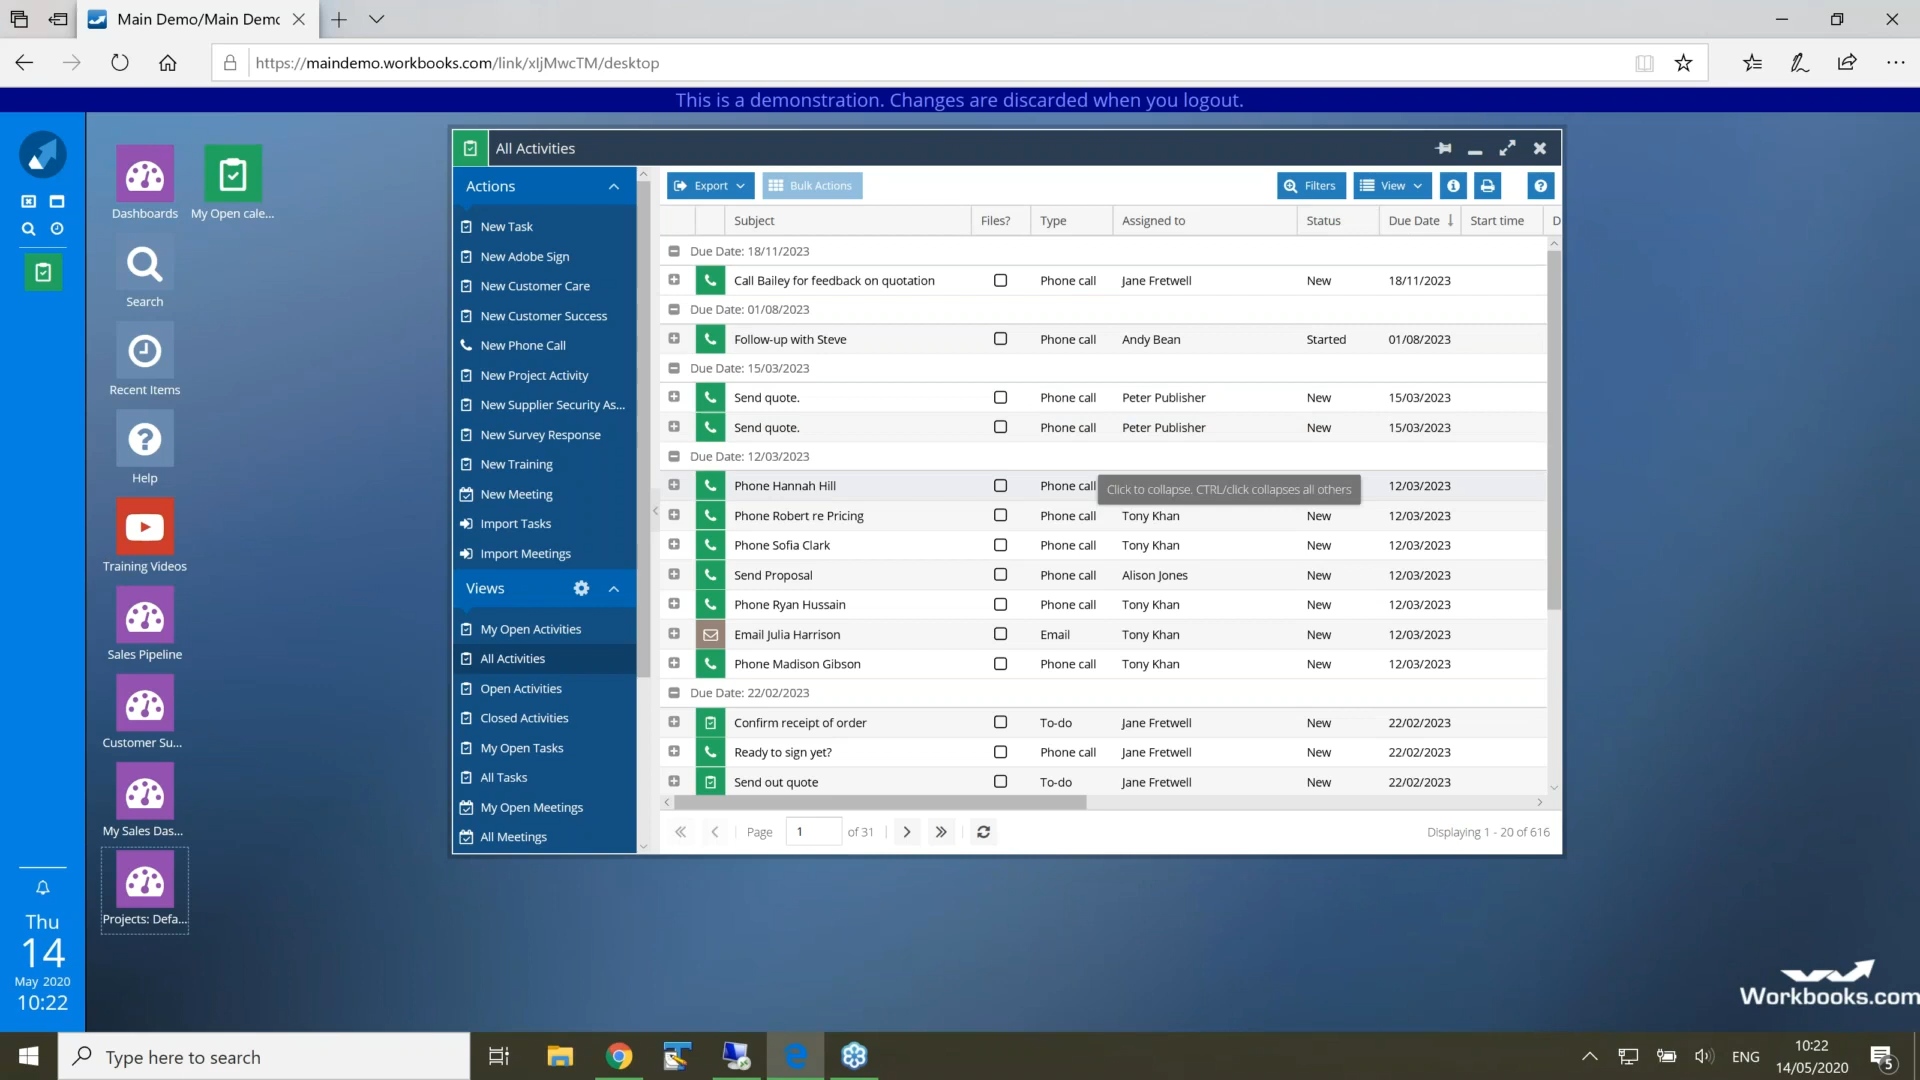 Main Demo/Main Demo
https://maindemo.workbooks.com/link/xIjMwcTM/desktop
This is a demonstration. Changes are discarded when you logout.
Dashboards
My Open cale...
Search
Recent Items
Help
Training Videos
Sales Pipeline
Customer Su...
My Sales Das...
Projects: Defa...
Thu
14
May 2020
10:22
All Activities
Actions
New Task
New Adobe Sign
New Customer Care
New Customer Success
New Phone Call
New Project Activity
New Supplier Security As...
New Survey Response
New Training
New Meeting
Import Tasks
Import Meetings
Views
My Open Activities
All Activities
Open Activities
Closed Activities
My Open Tasks
All Tasks
My Open Meetings
All Meetings
Export Bulk Actions Filters View
Subject Files? Type Assigned to Status Due Date Start time D
Due Date: 18/11/2023
Call Bailey for feedback on quotation Phone call Jane Fretwell New 18/11/2023
Due Date: 01/08/2023
Follow-up with Steve Phone call Andy Bean Started 01/08/2023
Due Date: 15/03/2023
Send quote. Phone call Peter Publisher New 15/03/2023
Send quote. Phone call Peter Publisher New 15/03/2023
Due Date: 12/03/2023
Phone Hannah Hill Phone call 12/03/2023
Click to collapse. CTRL/click collapses all others
Phone Robert re Pricing Phone call Tony Khan New 12/03/2023
Phone Sofia Clark Phone call Tony Khan New 12/03/2023
Send Proposal Phone call Alison Jones New 12/03/2023
Phone Ryan Hussain Phone call Tony Khan New 12/03/2023
Email Julia Harrison Email Tony Khan New 12/03/2023
Phone Madison Gibson Phone call Tony Khan New 12/03/2023
Due Date: 22/02/2023
Confirm receipt of order To-do Jane Fretwell New 22/02/2023
Ready to sign yet? Phone call Jane Fretwell New 22/02/2023
Send out quote To-do Jane Fretwell New 22/02/2023
Page 1 of 31 Displaying 1 - 20 of 616
Workbooks.com
Type here to search
ENG
10:22
14/05/2020
5